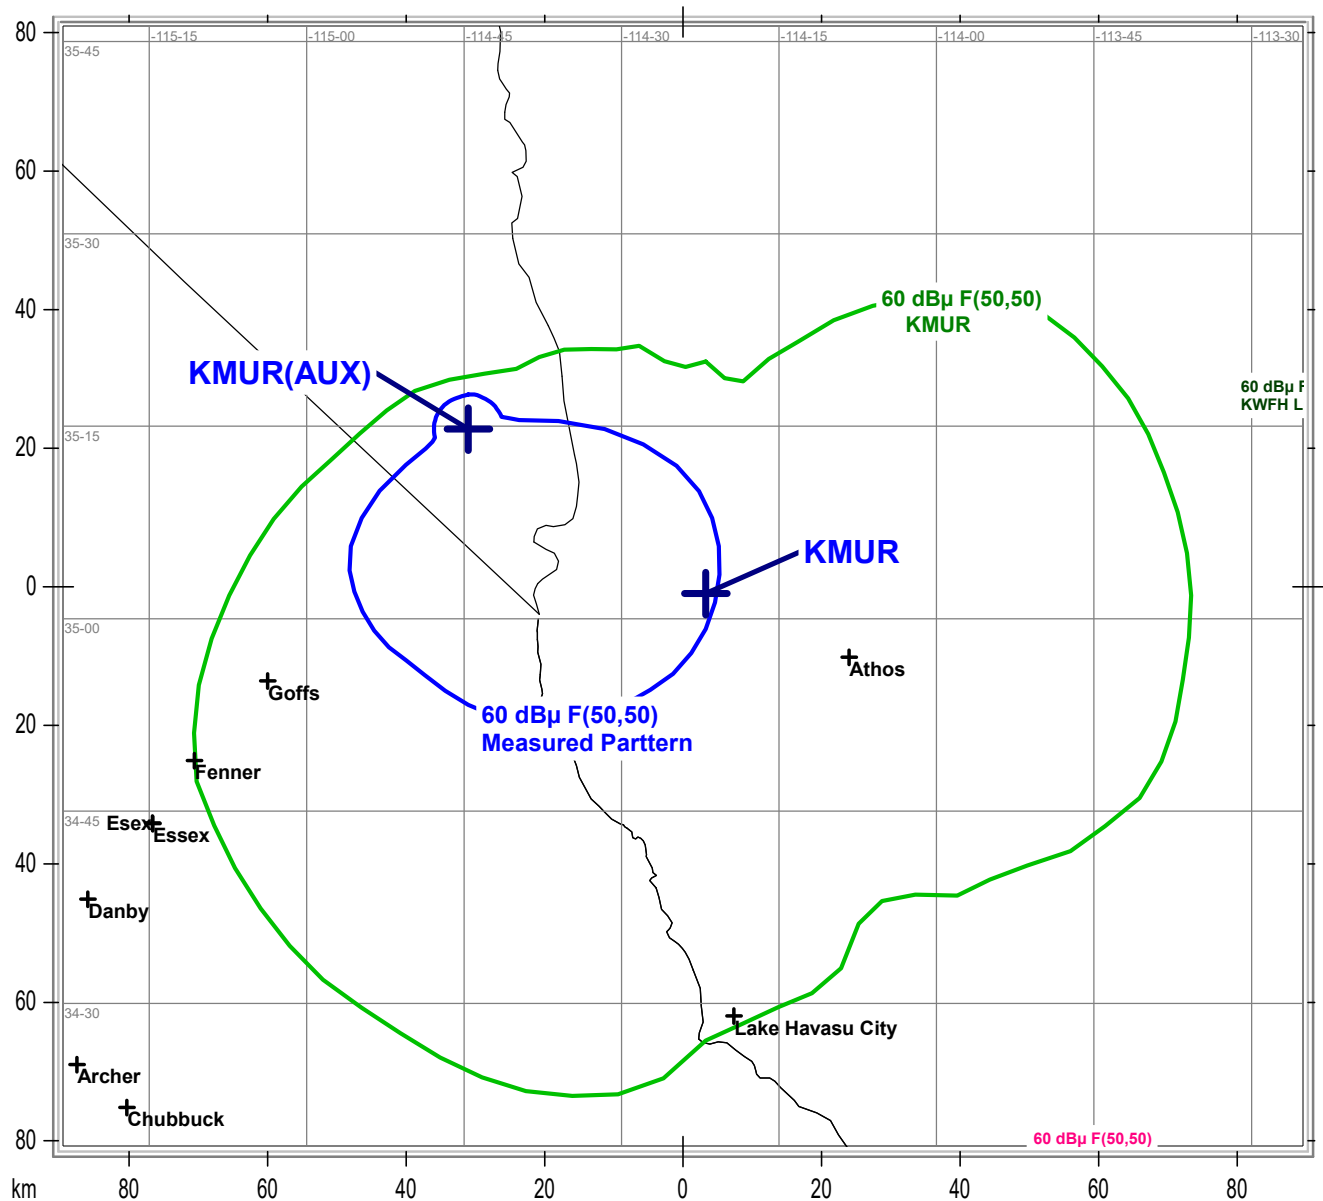 80
-115-15
-115-00
-114-45
-114-30
-114-15
-114-00
-113-45
-113-30
35-45
60
35-30
40
60 dBµ F(50,50)
KMUR
KMUR(AUX)
60 dBµ F
KWFH L
35-15
20
KMUR
0
35-00
Athos
Goffs
60 dBµ F(50,50)
Measured Parttern
20
Fenner
34-45
Esex
Essex
40
Danby
60
34-30
Lake Havasu City
Archer
Chubbuck
60 dBµ F(50,50)
80
km
80
60
40
20
0
20
40
60
80